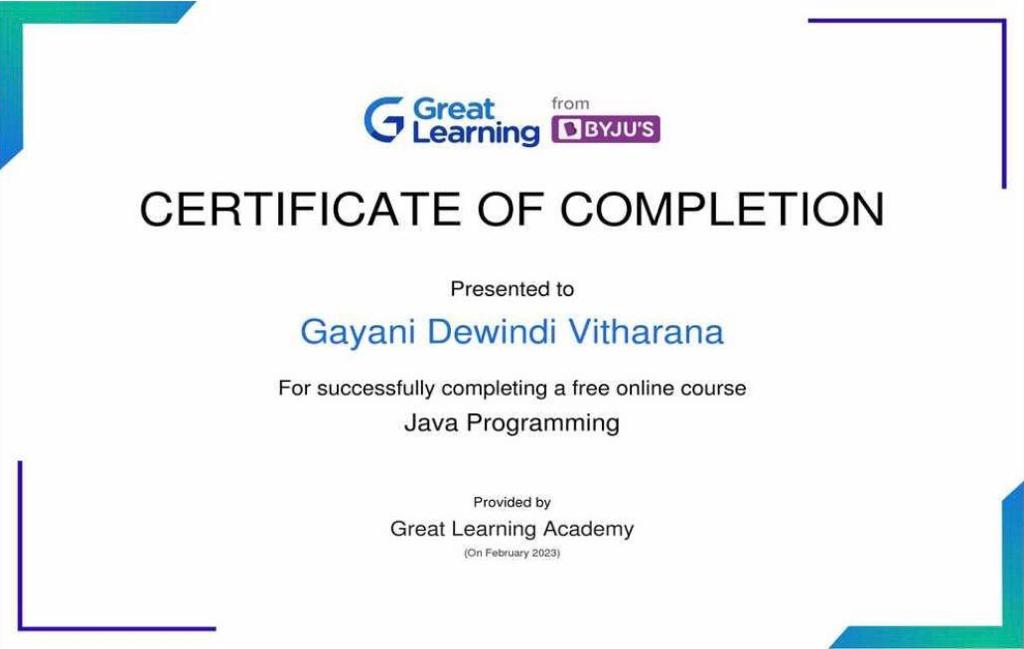 Great Learning
from BYJU'S
CERTIFICATE OF COMPLETION
Presented to
Gayani Dewindi Vitharana
For successfully completing a free online course
Java Programming
Provided by
Great Learning Academy
(On February 2023)